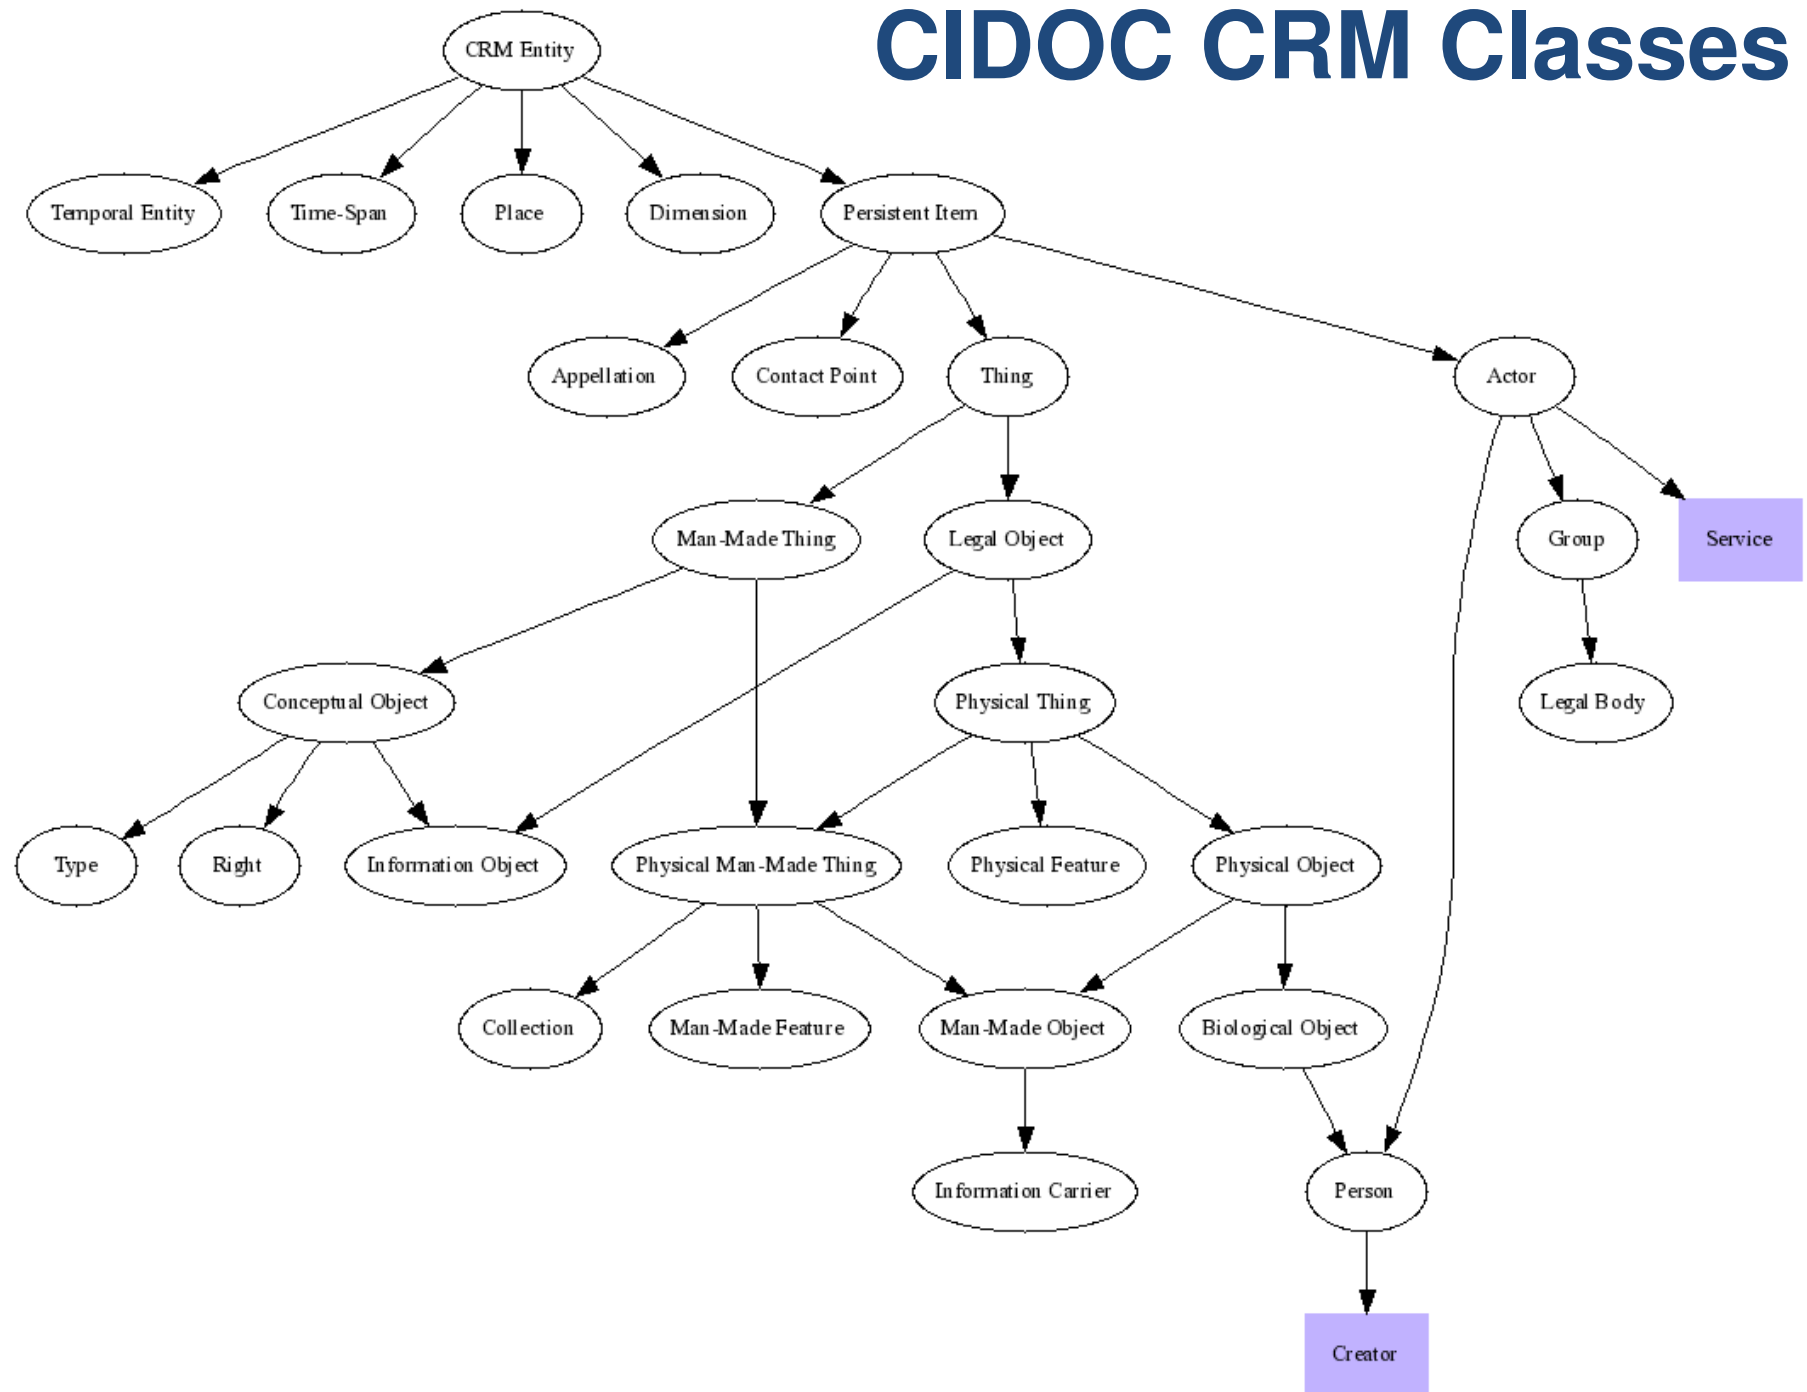 CIDOC CRM Classes
CRM Entity
Temporal Entity
Time-Span
Place
Dimension
Persistent Item
Appellation
Contact Point
Thing
Actor
Man-Made Thing
Legal Object
Group
Service
Conceptual Object
Physical Thing
Legal Body
Type
Right
Information Object
Physical Man-Made Thing
Physical Feature
Physical Object
Collection
Man-Made Feature
Man-Made Object
Biological Object
Information Carrier
Person
Creator